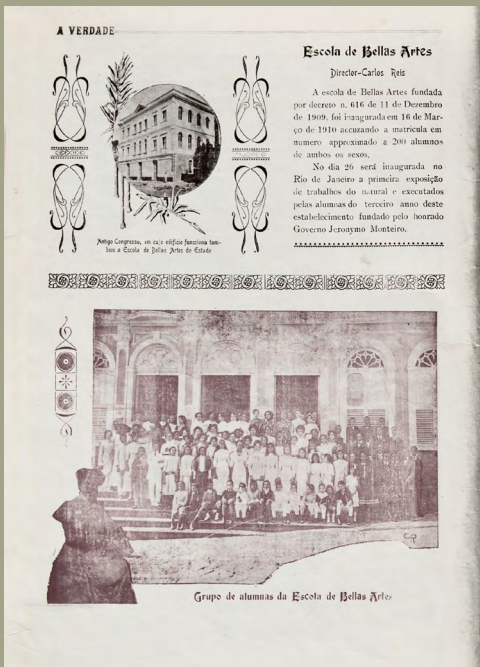 A VERDADE
Escola de Bellas Artes
Director-Carlos Reis
A escola de Bellas Artes fundada
por decreto n. 616 de 11 de Dezembro
de 1909, foi inaugurada em 16 de Mar-
ço de 1910 accuzando a matricula em
numero approximado a 200 alumnos
de ambos os sexos.
No dia 26 será inaugurada no
Rio de Janeiro a primeira exposição
de trabalhos do natural e executados
pelas alumnas do terceiro anno deste
estabelecimento fundado pelo honrado
Governo Jeronymo Monteiro.
Antigo Congresso, em cujo edificio funcciona tam-
bem a Escola de Bellas Artes do Estado
Grupo de alumnas da Escola de Bellas Artes